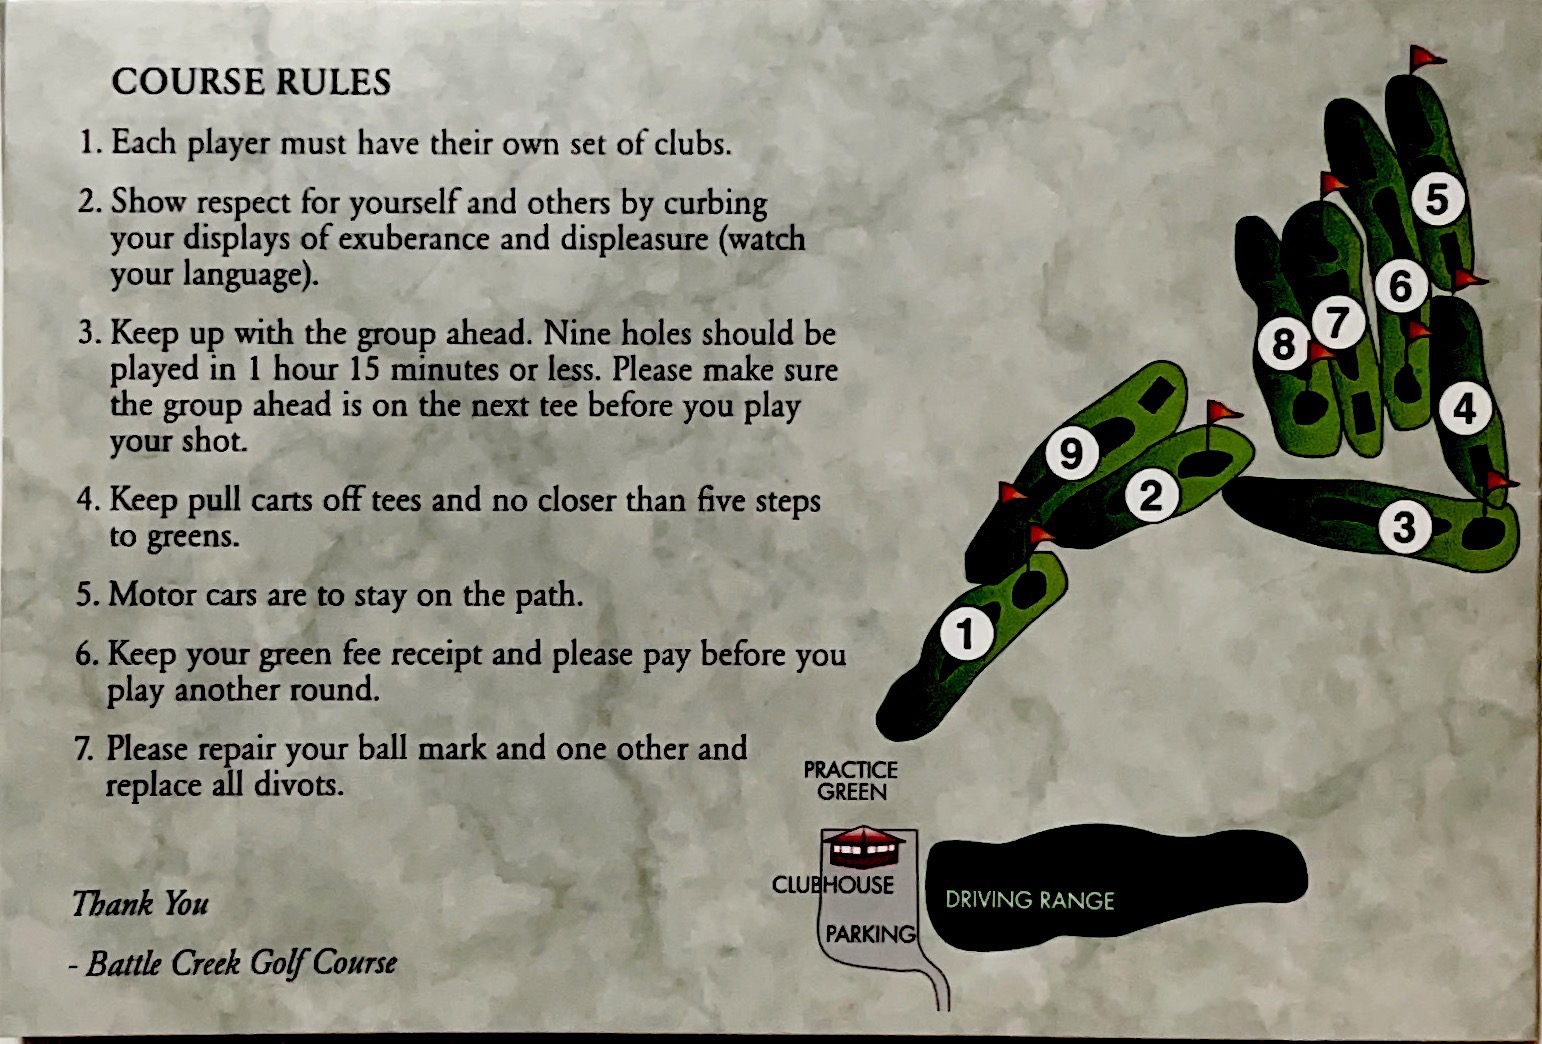 COURSE RULES
1. Each player must have their own set of clubs.
2. Show respect for yourself and others by curbing
your displays of exuberance and displeasure (watch
your language).
3. Keep up with the group ahead. Nine holes should be
played in 1 hour 15 minutes or less. Please make sure
the group ahead is on the next tee before you play
your shot.
4. Keep pull carts off tees and no closer than five steps
to greens.
5. Motor cars are to stay on the path.
6. Keep your green fee receipt and please pay before you
play another round.
7. Please repair your ball mark and one other and
replace all divots.
Thank You
- Battle Creek Golf Course
5
6
7
8
4
9
2
3
1
PRACTICE
GREEN
CLUBHOUSE
DRIVING RANGE
PARKING